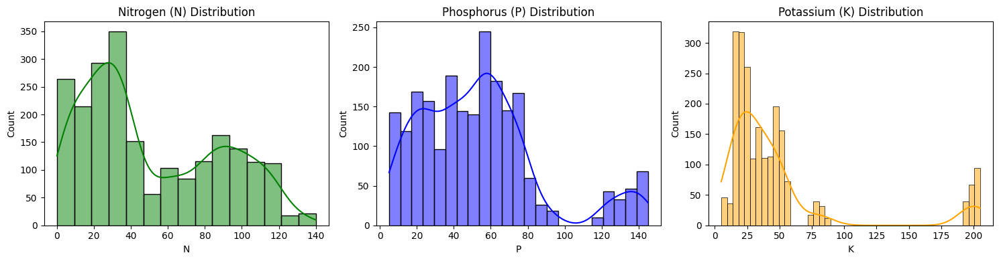 Nitrogen (N) Distribution
350
300
250
200
150
100
50
0
Count
0 20 40 60 80 100 120 140
N
Phosphorus (P) Distribution
250
200
150
100
50
0
Count
0 20 40 60 80 100 120 140
P
Potassium (K) Distribution
300
250
200
150
100
50
0
Count
0 25 50 75 100 125 150 175 200
K